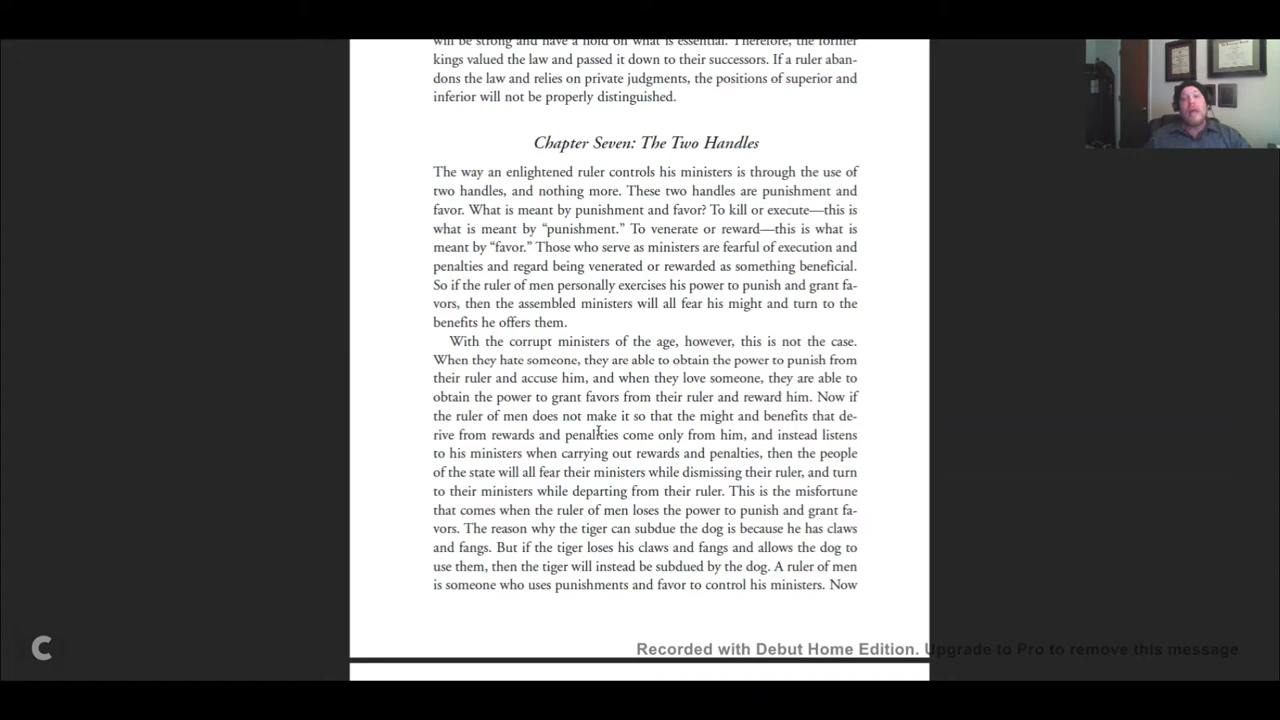 will be strong and have a hold on what is essential. Therefore, the former
kings valued the law and passed it down to their successors. If a ruler aban-
dons the law and relies on private judgments, the positions of superior and
inferior will not be properly distinguished.
Chapter Seven: The Two Handles
The way an enlightened ruler controls his ministers is through the use of
two handles, and nothing more. These two handles are punishment and
favor. What is meant by punishment and favor? To kill or execute—this is
what is meant by “punishment.” To venerate or reward—this is what is
meant by “favor.” Those who serve as ministers are fearful of execution and
penalties and regard being venerated or rewarded as something beneficial.
So if the ruler of men personally exercises his power to punish and grant fa-
vors, then the assembled ministers will all fear his might and turn to the
benefits he offers them.
With the corrupt ministers of the age, however, this is not the case.
When they hate someone, they are able to obtain the power to punish from
their ruler and accuse him, and when they love someone, they are able to
obtain the power to grant favors from their ruler and reward him. Now if
the ruler of men does not make it so that the might and benefits that de-
rive from rewards and penalties come only from him, and instead listens
to his ministers when carrying out rewards and penalties, then the people
of the state will all fear their ministers while dismissing their ruler, and turn
to their ministers while departing from their ruler. This is the misfortune
that comes when the ruler of men loses the power to punish and grant fa-
vors. The reason why the tiger can subdue the dog is because he has claws
and fangs. But if the tiger loses his claws and fangs and allows the dog to
use them, then the tiger will instead be subdued by the dog. A ruler of men
is someone who uses punishments and favor to control his ministers. Now
C
Recorded with Debut Home Edition. Upgrade to Pro to remove this message